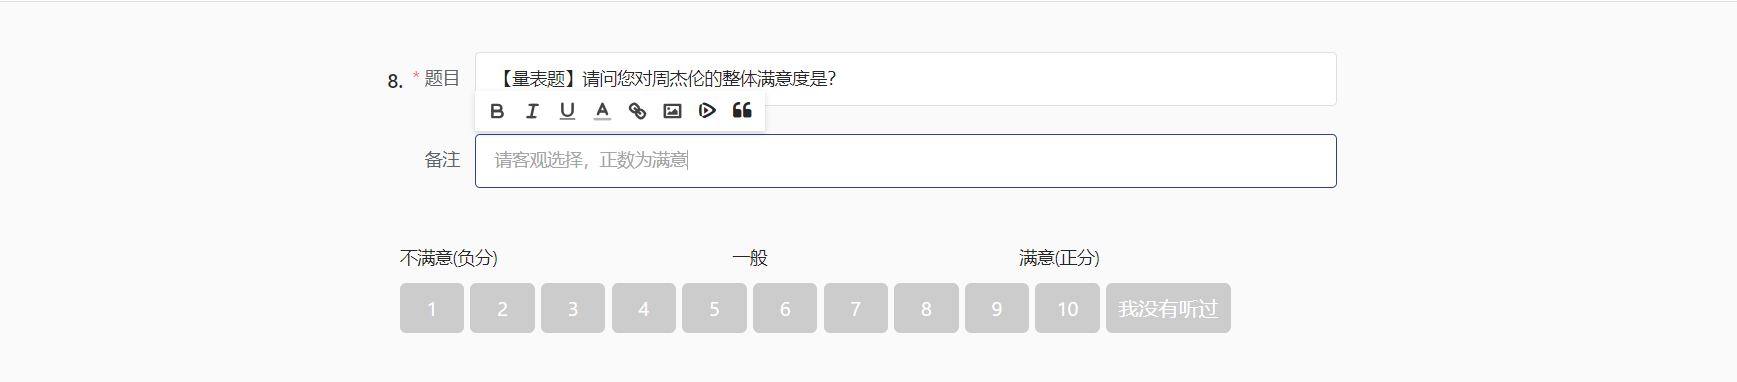 8. * 题目 【量表题】请问您对周杰伦的整体满意度是?
B I U A
备注 请客观选择，正数为满意
不满意(负分) 一般 满意(正分)
1 2 3 4 5 6 7 8 9 10 我没有听过